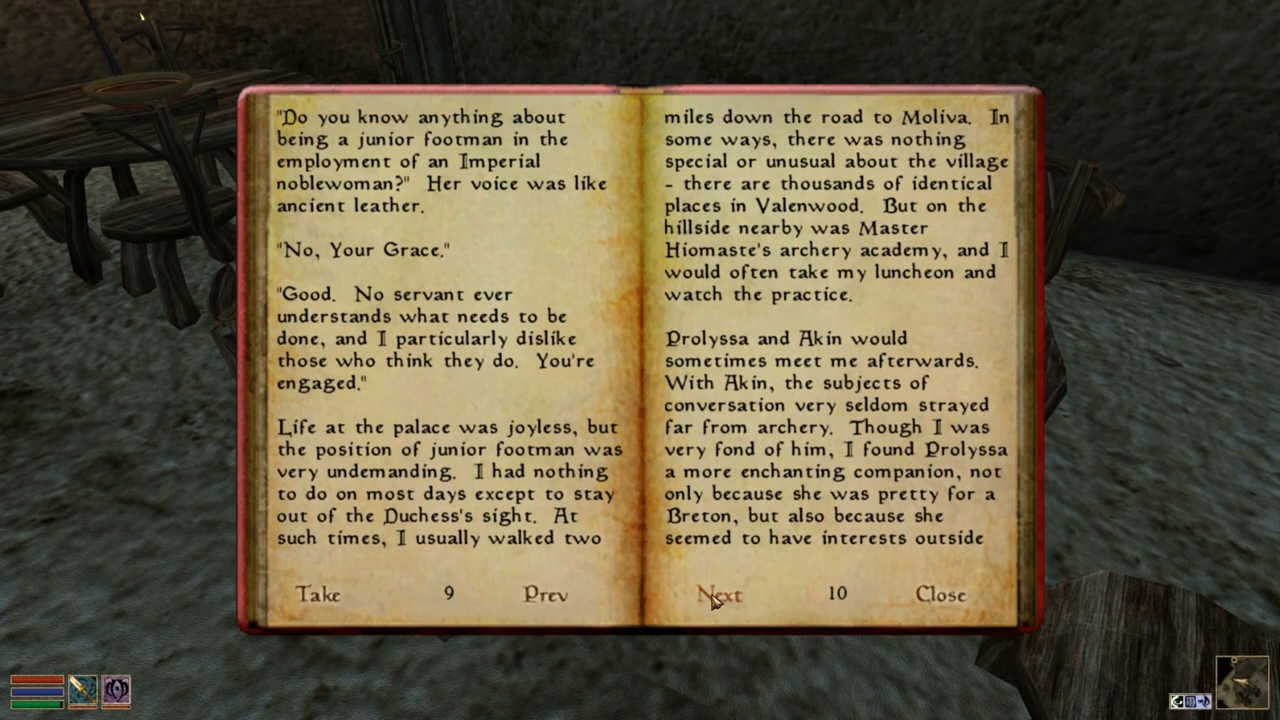 "Do you know anything about
being a junior footman in the
employment of an Imperial
noblewoman?"  Her voice was like
ancient leather.
"No, Your Grace."
"Good.  No servant ever
understands what needs to be
done, and I particularly dislike
those who think they do.  You're
engaged."
Life at the palace was joyless, but
the position of junior footman was
very undemanding.  I had nothing
to do on most days except to stay
out of the Duchess's sight.  At
such times, I usually walked two
Take
9
Prev
miles down the road to Moliva.  In
some ways, there was nothing
special or unusual about the village
- there are thousands of identical
places in Valenwood.  But on the
hillside nearby was Master
Hiomaste's archery academy, and I
would often take my luncheon and
watch the practice.
Prolyssa and Akin would
sometimes meet me afterwards.
With Akin, the subjects of
conversation very seldom strayed
far from archery.  Though I was
very fond of him, I found Prolyssa
a more enchanting companion, not
only because she was pretty for a
Breton, but also because she
seemed to have interests outside
Next
10
Close